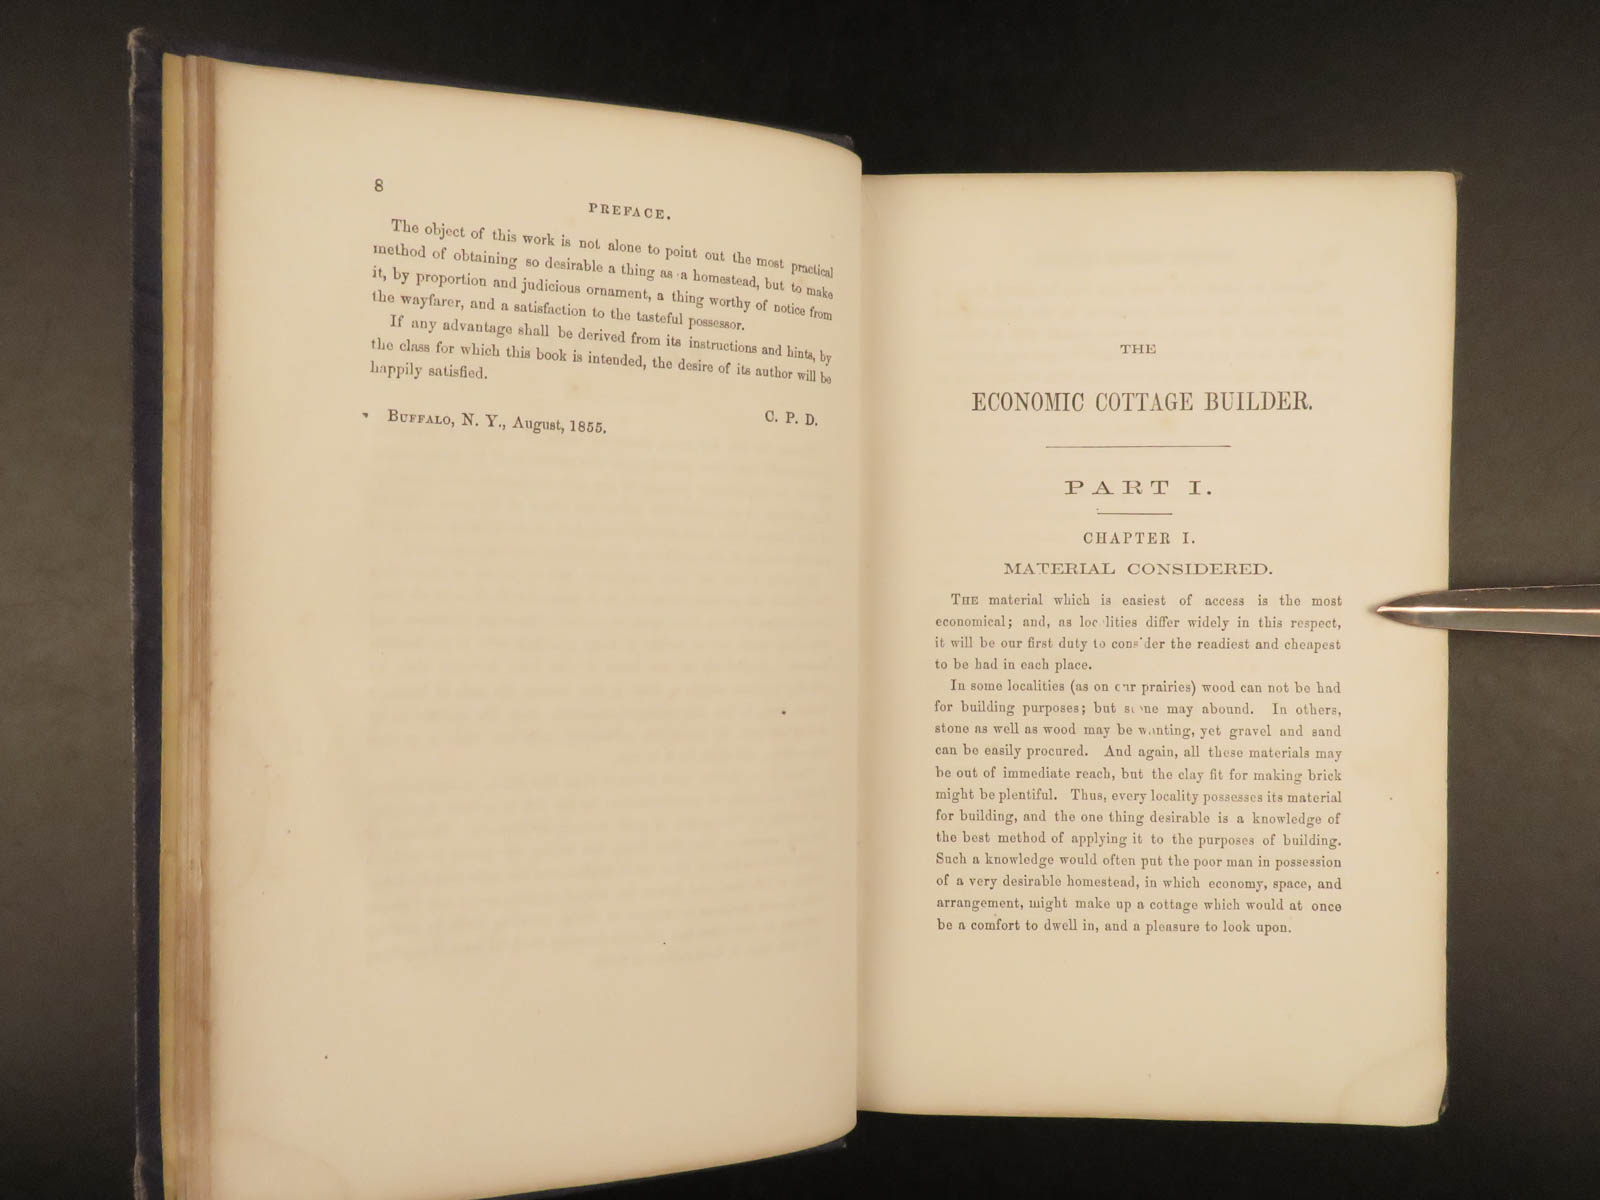 8
PREFACE.
The object of this work is not alone to point out the most practical
method of obtaining so desirable a thing as a homestead, but to make
it, by proportion and judicious ornament, a thing worthy of notice from
the wayfarer, and a satisfaction to the tasteful possessor.
If any advantage shall be derived from its instructions and hints, by
the class for which this book is intended, the desire of its author will be
happily satisfied.
C. P. D.
BUFFALO, N. Y., August, 1855.
THE
ECONOMIC COTTAGE BUILDER.
PART I.
CHAPTER I.
MATERIAL CONSIDERED.
THE material which is easiest of access is the most
economical; and, as loc lities differ widely in this respect,
it will be our first duty to cons der the readiest and cheapest
to be had in each place.
In some localities (as on our prairies) wood can not be had
for building purposes; but stone may abound. In others,
stone as well as wood may be wanting, yet gravel and sand
can be easily procured. And again, all these materials may
be out of immediate reach, but the clay fit for making brick
might be plentiful. Thus, every locality possesses its material
for building, and the one thing desirable is a knowledge of
the best method of applying it to the purposes of building.
Such a knowledge would often put the poor man in possession
of a very desirable homestead, in which economy, space, and
arrangement, might make up a cottage which would at once
be a comfort to dwell in, and a pleasure to look upon.